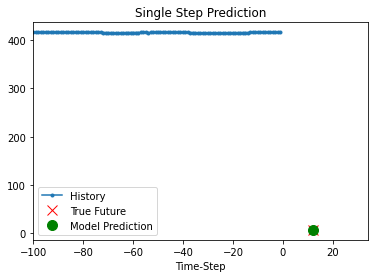 Single Step Prediction
400
300
200
100
0
History
True Future
Model Prediction
−100 −80 −60 −40 −20 0 20
Time-Step